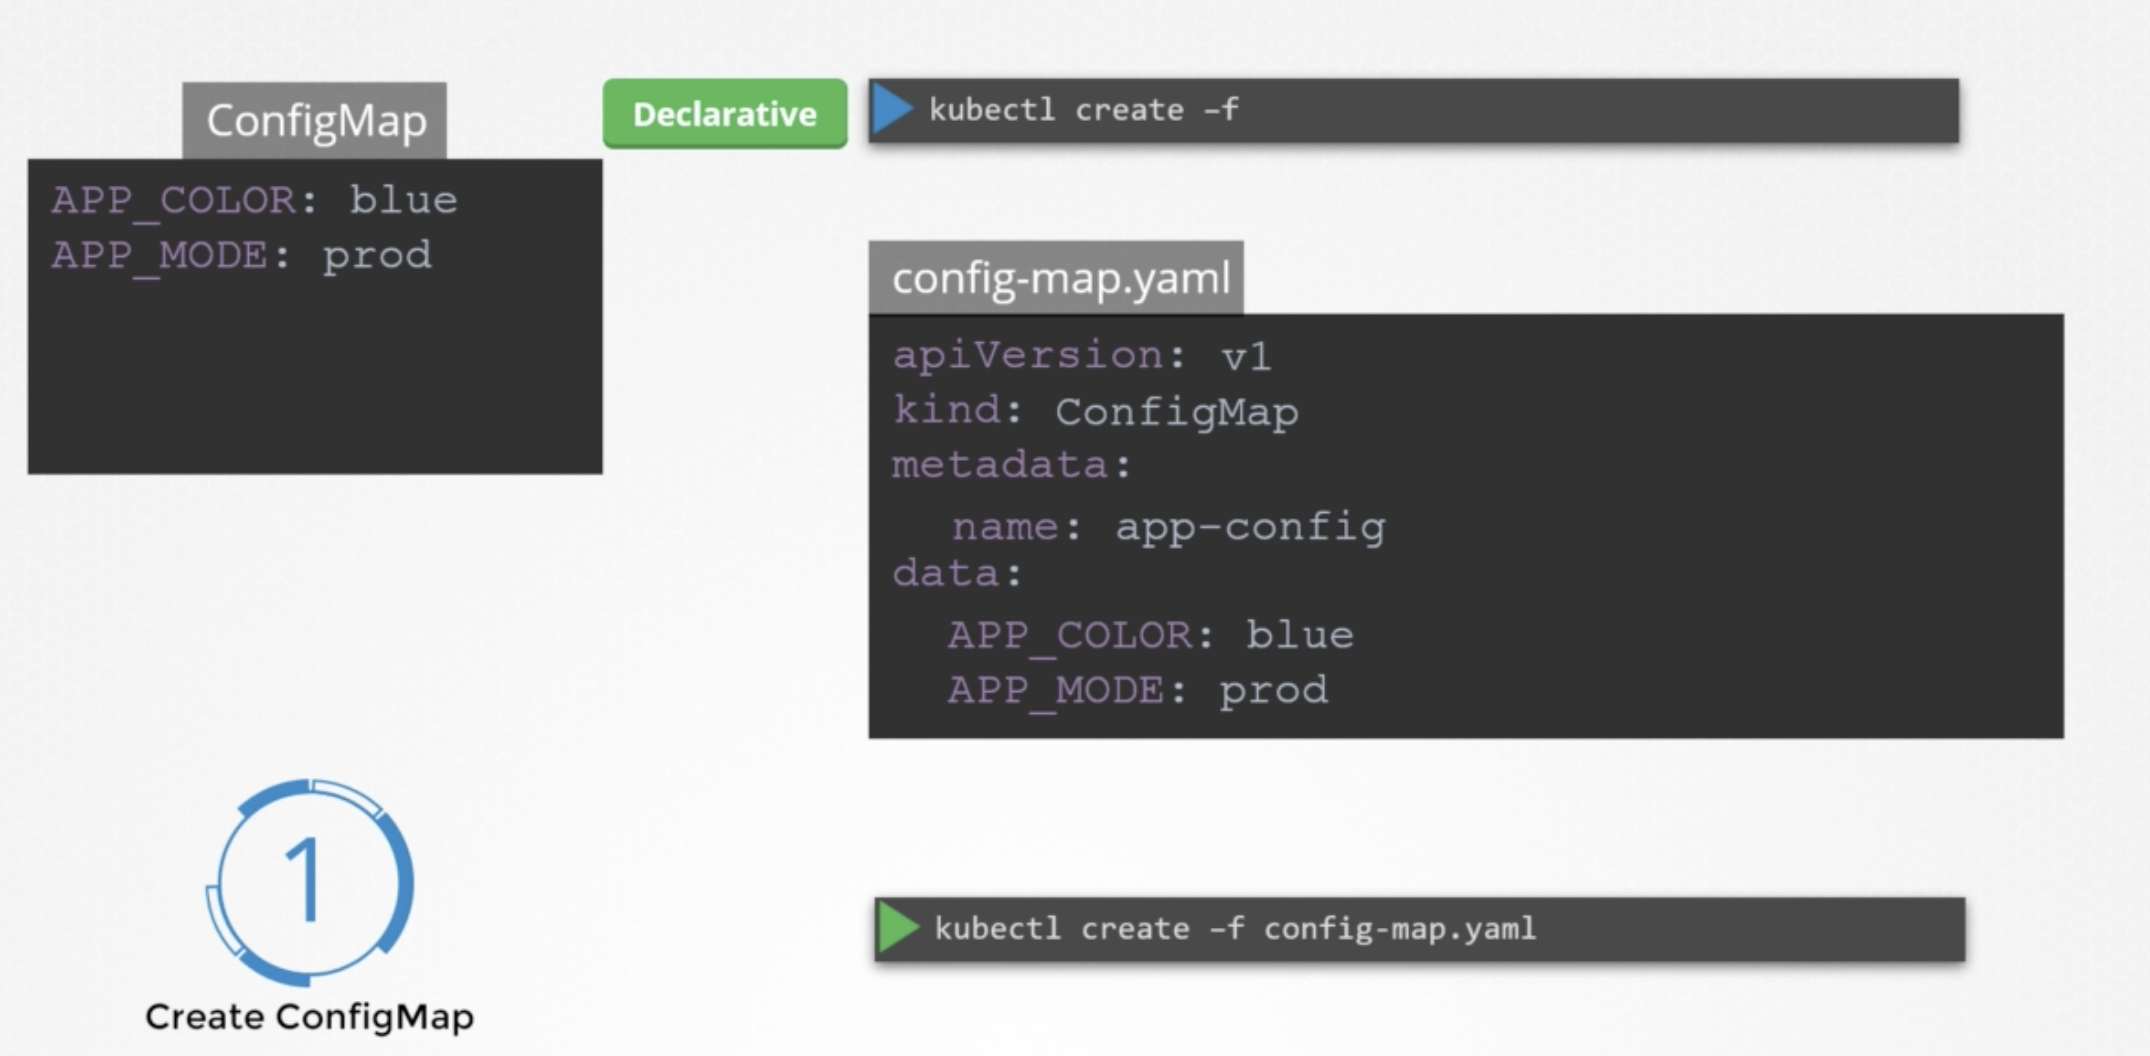 ConfigMap
APP_COLOR: blue
APP_MODE: prod
Declarative
kubectl create –f
config-map.yaml
apiVersion: v1
kind: ConfigMap
metadata:
  name: app-config
data:
  APP_COLOR: blue
  APP_MODE: prod
1
Create ConfigMap
kubectl create –f config-map.yaml